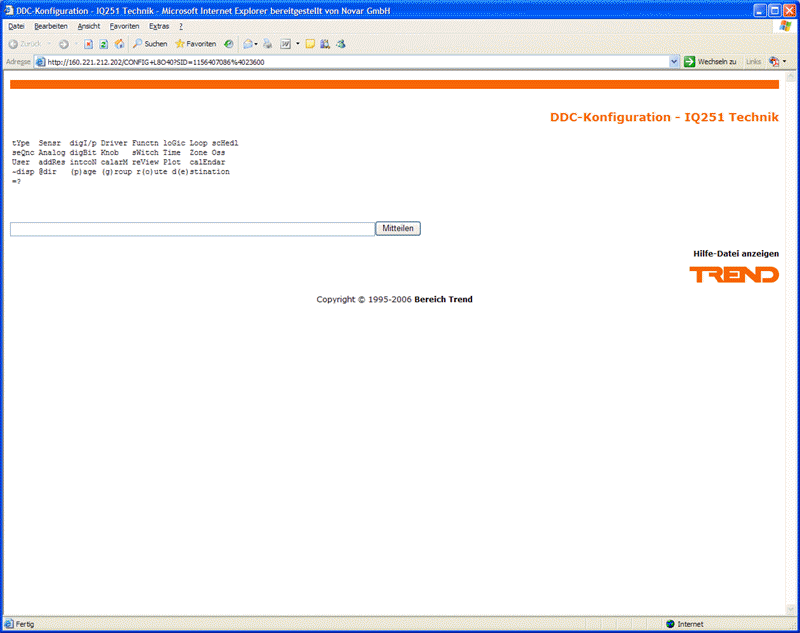 DDC-Konfiguration - IQ251 Technik - Microsoft Internet Explorer bereitgestellt von Novar GmbH
Datei Bearbeiten Ansicht Favoriten Extras ?
Zurück Suchen Favoriten
Adresse http://160.221.212.202/CONFIG+L8O40?SID=1156407086%4023600 Wechseln zu Links
DDC-Konfiguration - IQ251 Technik
tYpe Sensr digI/p Driver Functn loGic Loop scHedl
seQnc Analog digBit Knob sWitch Time Zone Oss
User addRes intcoN calarM reView Plot calEndar
-disp @dir (p)age (g)roup r(o)ute d(e)stination
=?
Mitteilen
Hilfe-Datei anzeigen
TREND
Copyright © 1995-2006 Bereich Trend
Fertig Internet